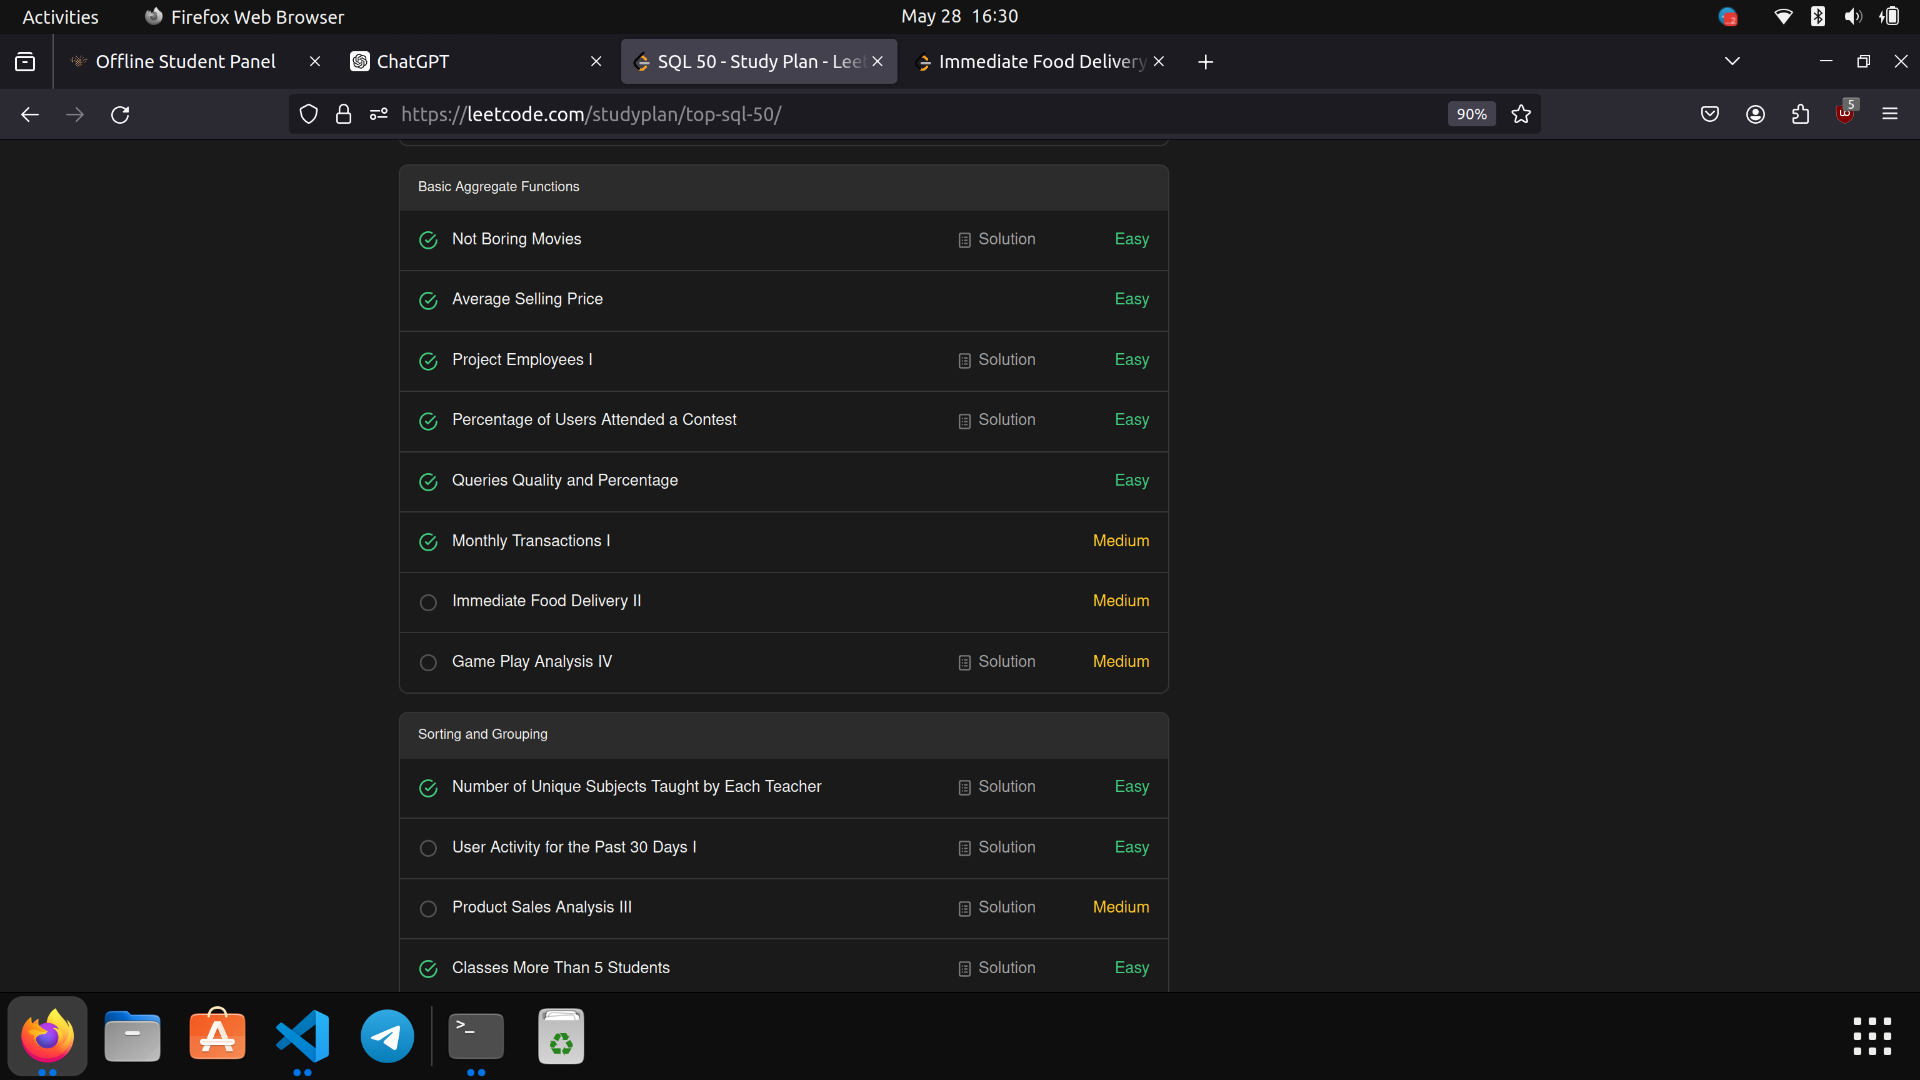 Activities
Firefox Web Browser
May 28 16:30
Offline Student Panel
ChatGPT
SQL 50 - Study Plan - Leet
Immediate Food Delivery
https://leetcode.com/studyplan/top-sql-50/
90%
5
Basic Aggregate Functions
Not Boring Movies Solution Easy
Average Selling Price Easy
Project Employees I Solution Easy
Percentage of Users Attended a Contest Solution Easy
Queries Quality and Percentage Easy
Monthly Transactions I Medium
Immediate Food Delivery II Medium
Game Play Analysis IV Solution Medium
Sorting and Grouping
Number of Unique Subjects Taught by Each Teacher Solution Easy
User Activity for the Past 30 Days I Solution Easy
Product Sales Analysis III Solution Medium
Classes More Than 5 Students Solution Easy